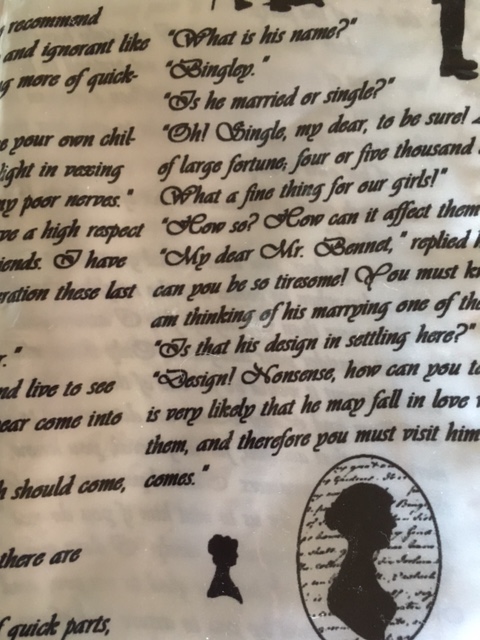 recommend
and ignorant like
more of quick-
your own chil-
light in vexing
my poor nerves."
a high respect
I have
these last
live to see
come into
should come,
there are
quick parts,
"What is his name?"
"Bingley."
"Is he married or single?"
"Oh! Single, my dear, to be sure!
of large fortune; four or five thousand
What a fine thing for our girls!"
"How so? How can it affect them
"My dear Mr. Bennet," replied
can you be so tiresome! You must
am thinking of his marrying one of
"Is that his design in settling here?"
"Design! Nonsense, how can you
is very likely that he may fall in love
them, and therefore you must visit him
comes."